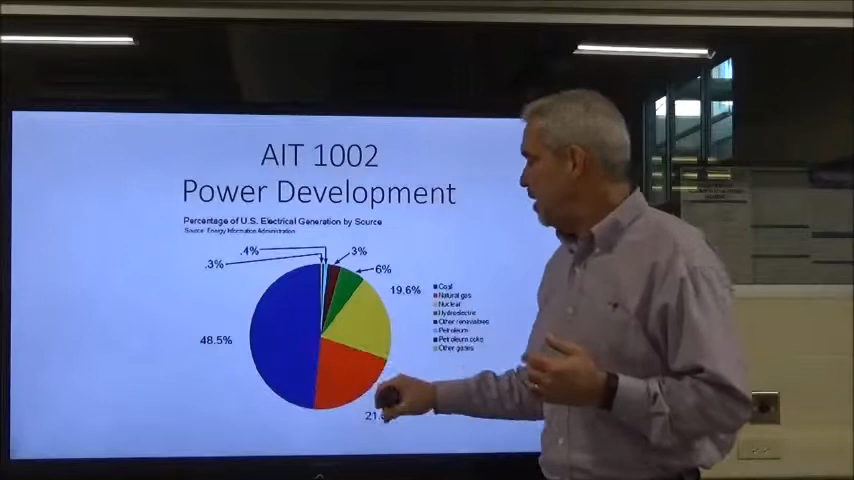 AIT 1002
Power Development
Percentage of U.S. Electrical Generation by Source
Source: Energy Information Administration
.4%
3%
.3%
6%
19.6%
48.5%
21.
Coal
Natural gas
Nuclear
Hydroelectric
Other renewables
Petroleum
Petroleum coke
Other gases